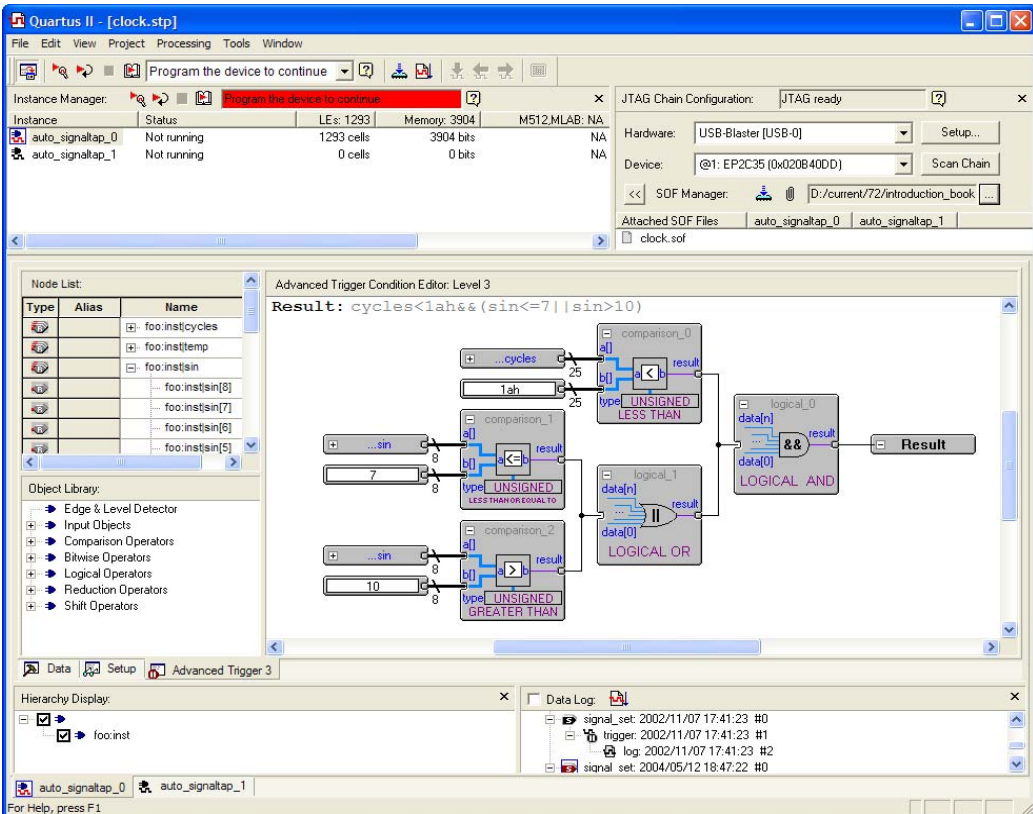 Quartus II - [clock.stp]
File Edit View Project Processing Tools Window
Program the device to continue
Instance Manager: Program the device to continue
Instance Status LEs: 1293 Memory: 3904 M512,MLAB: NA
auto_signaltap_0 Not running 1293 cells 3904 bits NA
auto_signaltap_1 Not running 0 cells 0 bits NA
JTAG Chain Configuration: JTAG ready
Hardware: USB-Blaster [USB-0] Setup...
Device: @1: EP2C35 (0x020B40DD) Scan Chain
<< SOF Manager: D:/current/72/introduction_book ...
Attached SOF Files auto_signaltap_0 auto_signaltap_1
clock.sof
Node List:
Type Alias Name
foo:inst|cycles
foo:inst|temp
foo:inst|sin
foo:inst|sin[8]
foo:inst|sin[7]
foo:inst|sin[6]
foo:inst|sin[5]
Object Library:
Edge & Level Detector
Input Objects
Comparison Operators
Bitwise Operators
Logical Operators
Reduction Operators
Shift Operators
Advanced Trigger Condition Editor: Level 3
Result: cycles<1ah&&(sin<=7||sin>10)
...cycles
25
1ah
25
comparison_0
a[]
b[]
a < b
result
type UNSIGNED
LESS THAN
...sin
8
7
8
comparison_1
a[]
b[]
a <= b
result
type UNSIGNED
LESS THAN OR EQUAL TO
...sin
8
10
8
comparison_2
a[]
b[]
a > b
result
type UNSIGNED
GREATER THAN
logical_1
data[n]
... ||
result
data[0]
LOGICAL OR
logical_0
data[n]
... &&
result
data[0]
LOGICAL AND
Result
Data Setup Advanced Trigger 3
Hierarchy Display:
foo:inst
Data Log:
signal_set: 2002/11/07 17:41:23 #0
trigger: 2002/11/07 17:41:23 #1
log: 2002/11/07 17:41:23 #2
signal set: 2004/05/12 18:47:22 #0
auto_signaltap_0 auto_signaltap_1
For Help, press F1